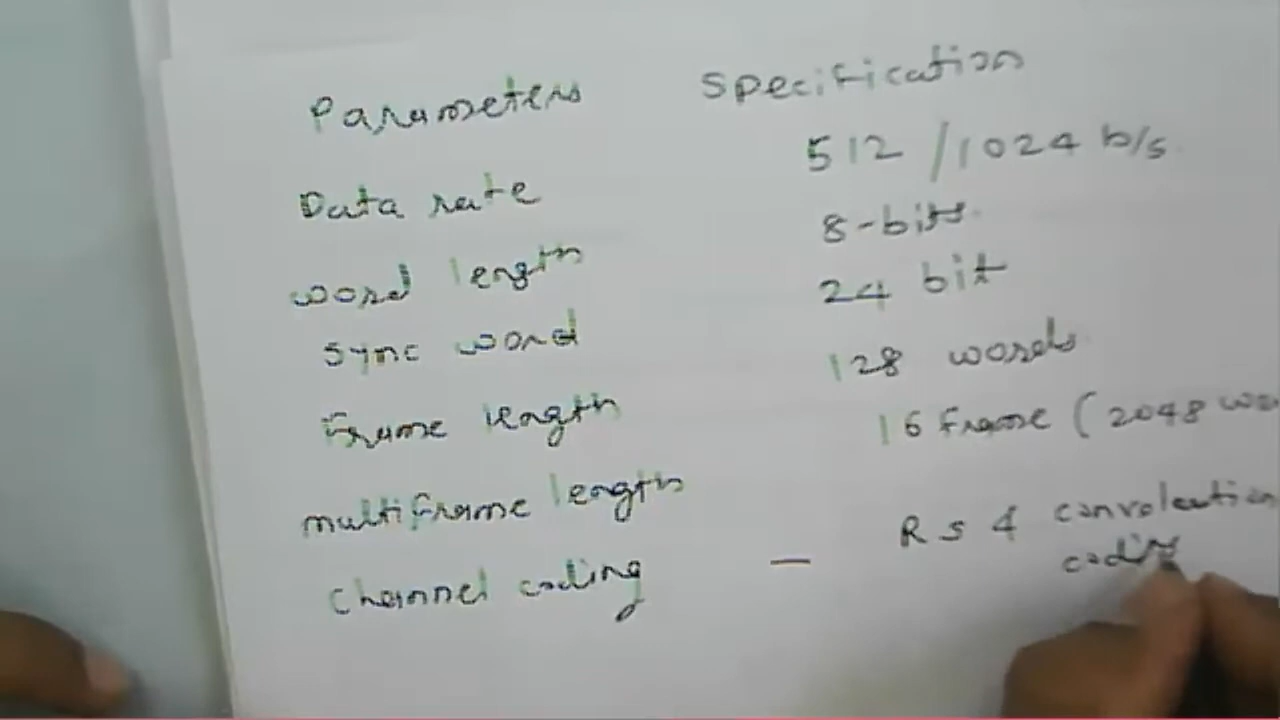 Parameters Specification
Data rate 512 / 1024 b/s
word length 8-bits
Sync word 24 bit
Frame length 128 words
multiframe length 16 Frame ( 2048
Channel coding — RS & convolution
coding